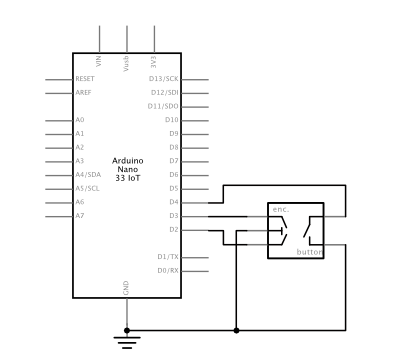 VIN
Vusb
3V3
RESET
AREF
A0
A1
A2
A3
A4/SDA
A5/SCL
A6
A7
Arduino
Nano
33 IoT
D13/SCK
D12/SDI
D11/SDO
D10
D9
D8
D7
D6
D5
D4
D3
D2
D1/TX
D0/RX
GND
enc.
button